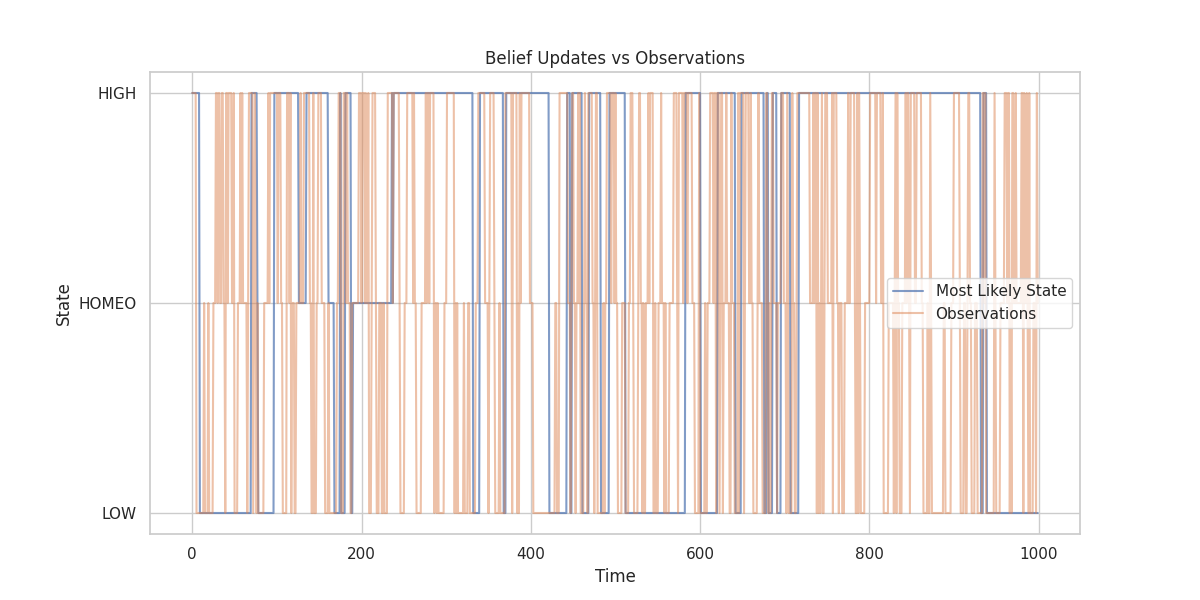 Belief Updates vs Observations
HIGH
HOMEO
LOW
State
Most Likely State
Observations
0 200 400 600 800 1000
Time